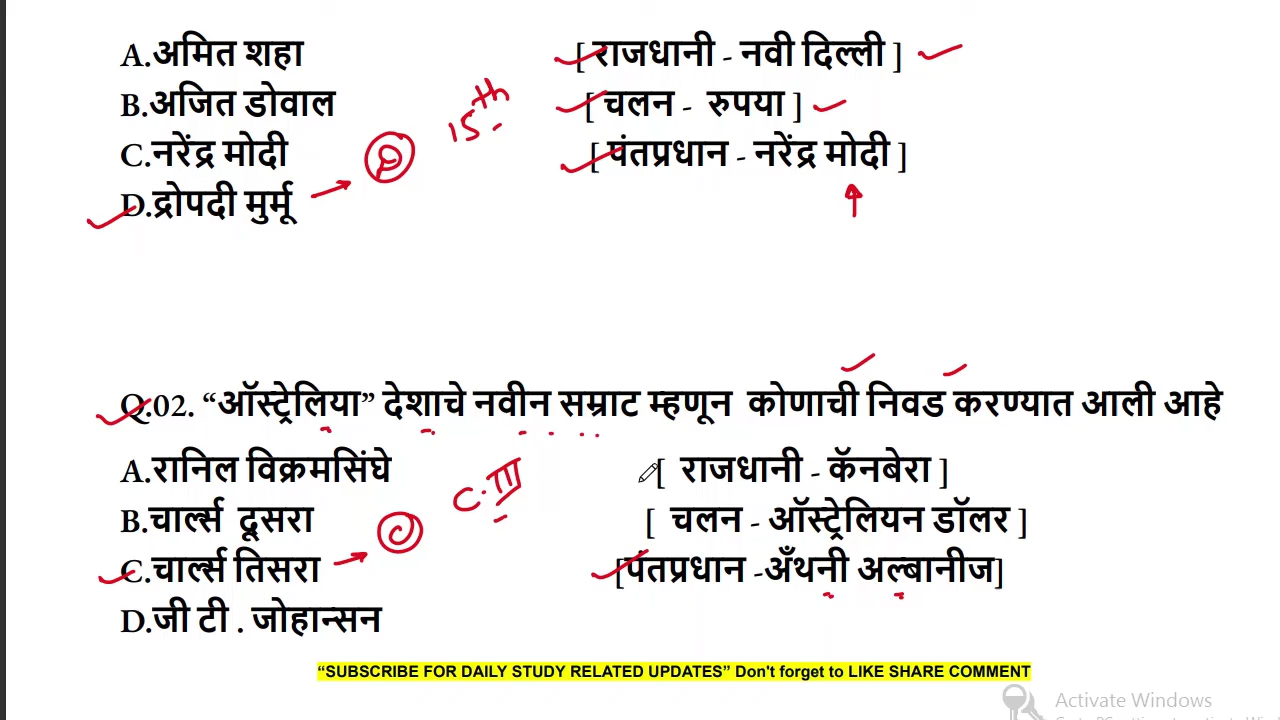 A.अमित शहा [ राजधानी - नवी दिल्ली ]
B.अजित डोवाल [ चलन - रुपया ]
15th
C.नरेंद्र मोदी [ पंतप्रधान - नरेंद्र मोदी ]
D.द्रोपदी मुर्मू
Q.02. “ऑस्ट्रेलिया” देशाचे नवीन सम्राट म्हणून कोणाची निवड करण्यात आली आहे
A.रानिल विक्रमसिंघे [ राजधानी - कॅनबेरा ]
C.III
B.चार्ल्स दूसरा [ चलन - ऑस्ट्रेलियन डॉलर ]
C.चार्ल्स तिसरा [पंतप्रधान -अँथनी अल्बानीज]
D.जी टी . जोहान्सन
“SUBSCRIBE FOR DAILY STUDY RELATED UPDATES” Don't forget to LIKE SHARE COMMENT
Activate Windows